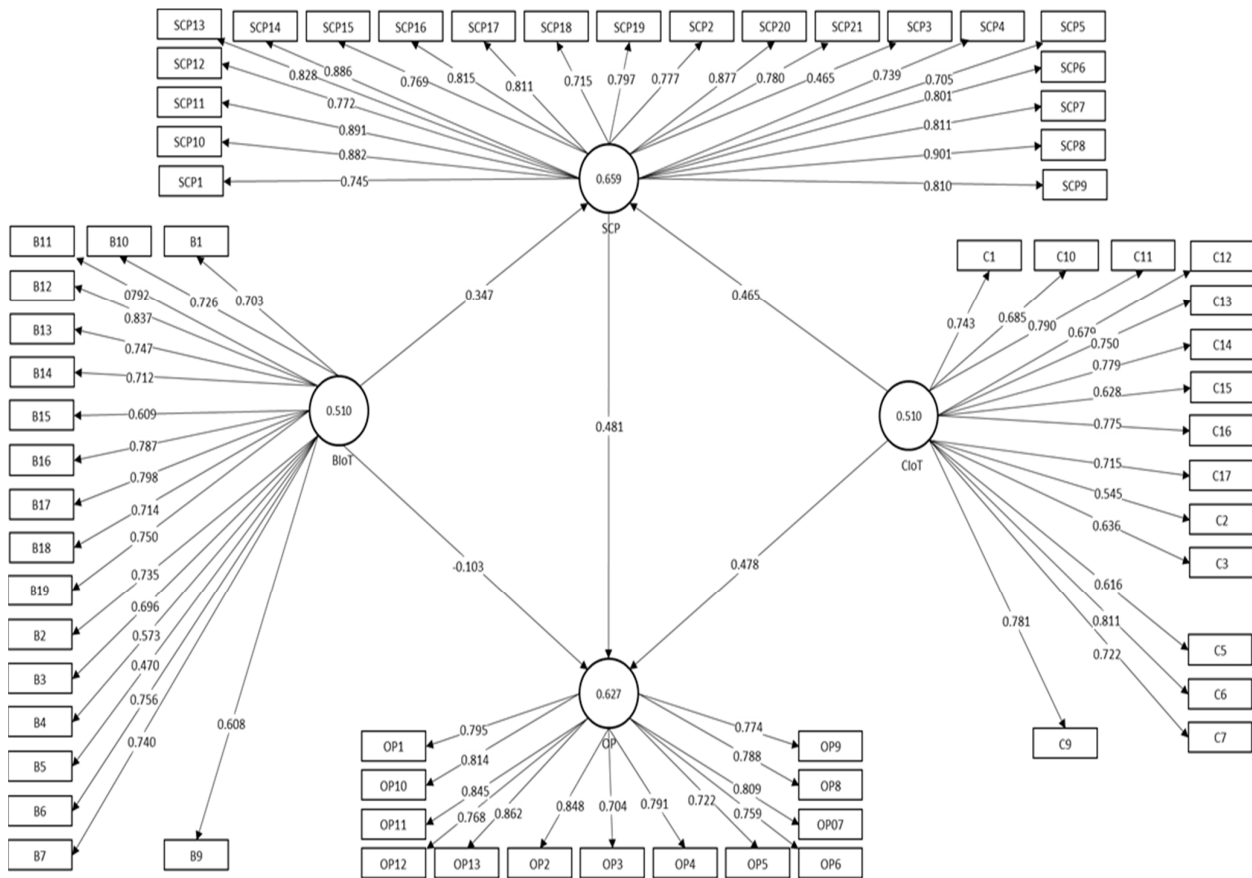 SCP13 SCP14 SCP15 SCP16 SCP17 SCP18 SCP19 SCP2 SCP20 SCP21 SCP3 SCP4 SCP5
SCP12 SCP6
SCP11 SCP7
SCP10 SCP8
SCP1 SCP9
0.828 0.886 0.769 0.815 0.811 0.715 0.797 0.777 0.877 0.780 0.465 0.739 0.705
0.772 0.801
0.891 0.811
0.882 0.901
0.745 0.810
0.659
SCP
B11 B10 B1
B12
B13
B14
B15
B16
B17
B18
B19
B2
B3
B4
B5
B6
B7 B9
0792 0.726 0.703
0.837
0.747
0.712
0.609
0.787
0.798
0.714
0.750
0.735
0.696
0.573
0.470
0.756
0.740
0.608
0.510
BIoT
0.347
0.465
0.481
-0.103
0.478
C1 C10 C11 C12
C13
C14
C15
C16
C17
C2
C3
C5
C6
C7
C9
0.743 0.685 0.790 0.679
0.750
0.779
0.628
0.775
0.715
0.545
0.636
0.616
0.811
0.722
0.781
0.510
CIoT
0.627
OP
OP1 OP9
OP10 OP8
OP11 OP07
OP12 OP13 OP2 OP3 OP4 OP5 OP6
0.795 0.774
0.814 0.788
0.845 0.809
0.768 0.862 0.848 0.704 0.791 0.722 0.759